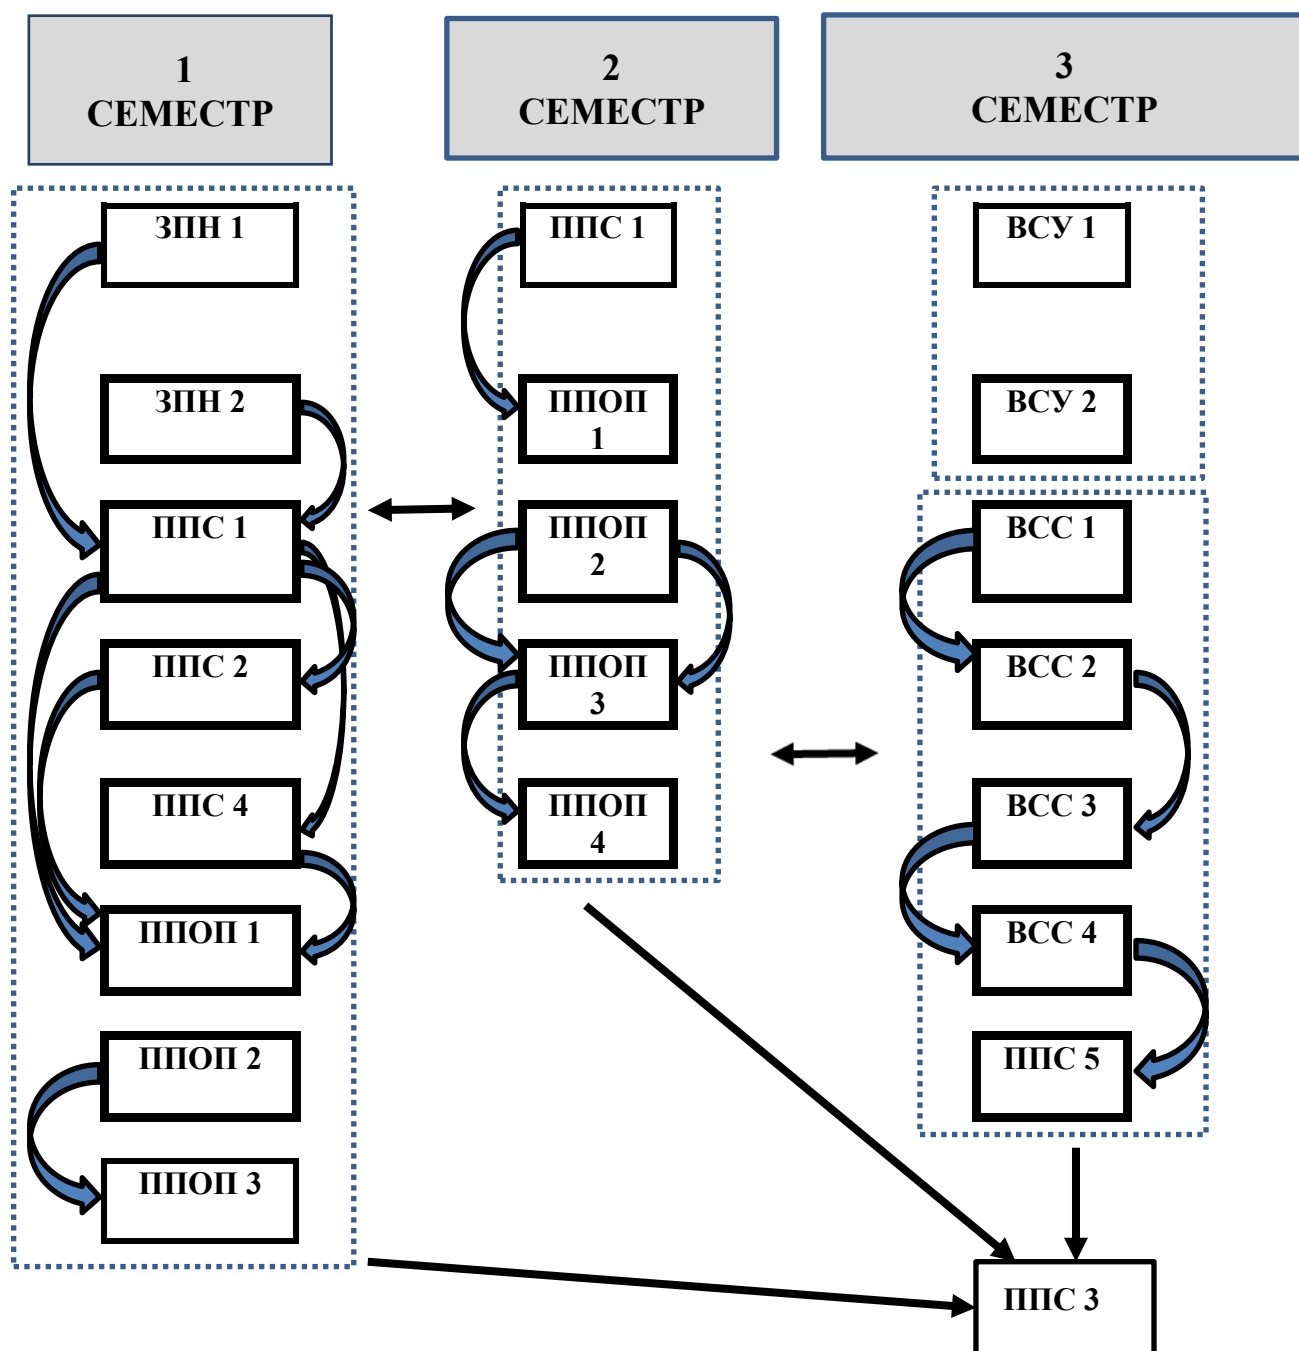 1
СЕМЕСТР
2
СЕМЕСТР
3
СЕМЕСТР
ЗПН 1
ЗПН 2
ППС 1
ППС 2
ППС 4
ППОП 1
ППОП 2
ППОП 3
ППС 1
ППОП
1
ППОП
2
ППОП
3
ППОП
4
ВСУ 1
ВСУ 2
ВСС 1
ВСС 2
ВСС 3
ВСС 4
ППС 5
ППС 3